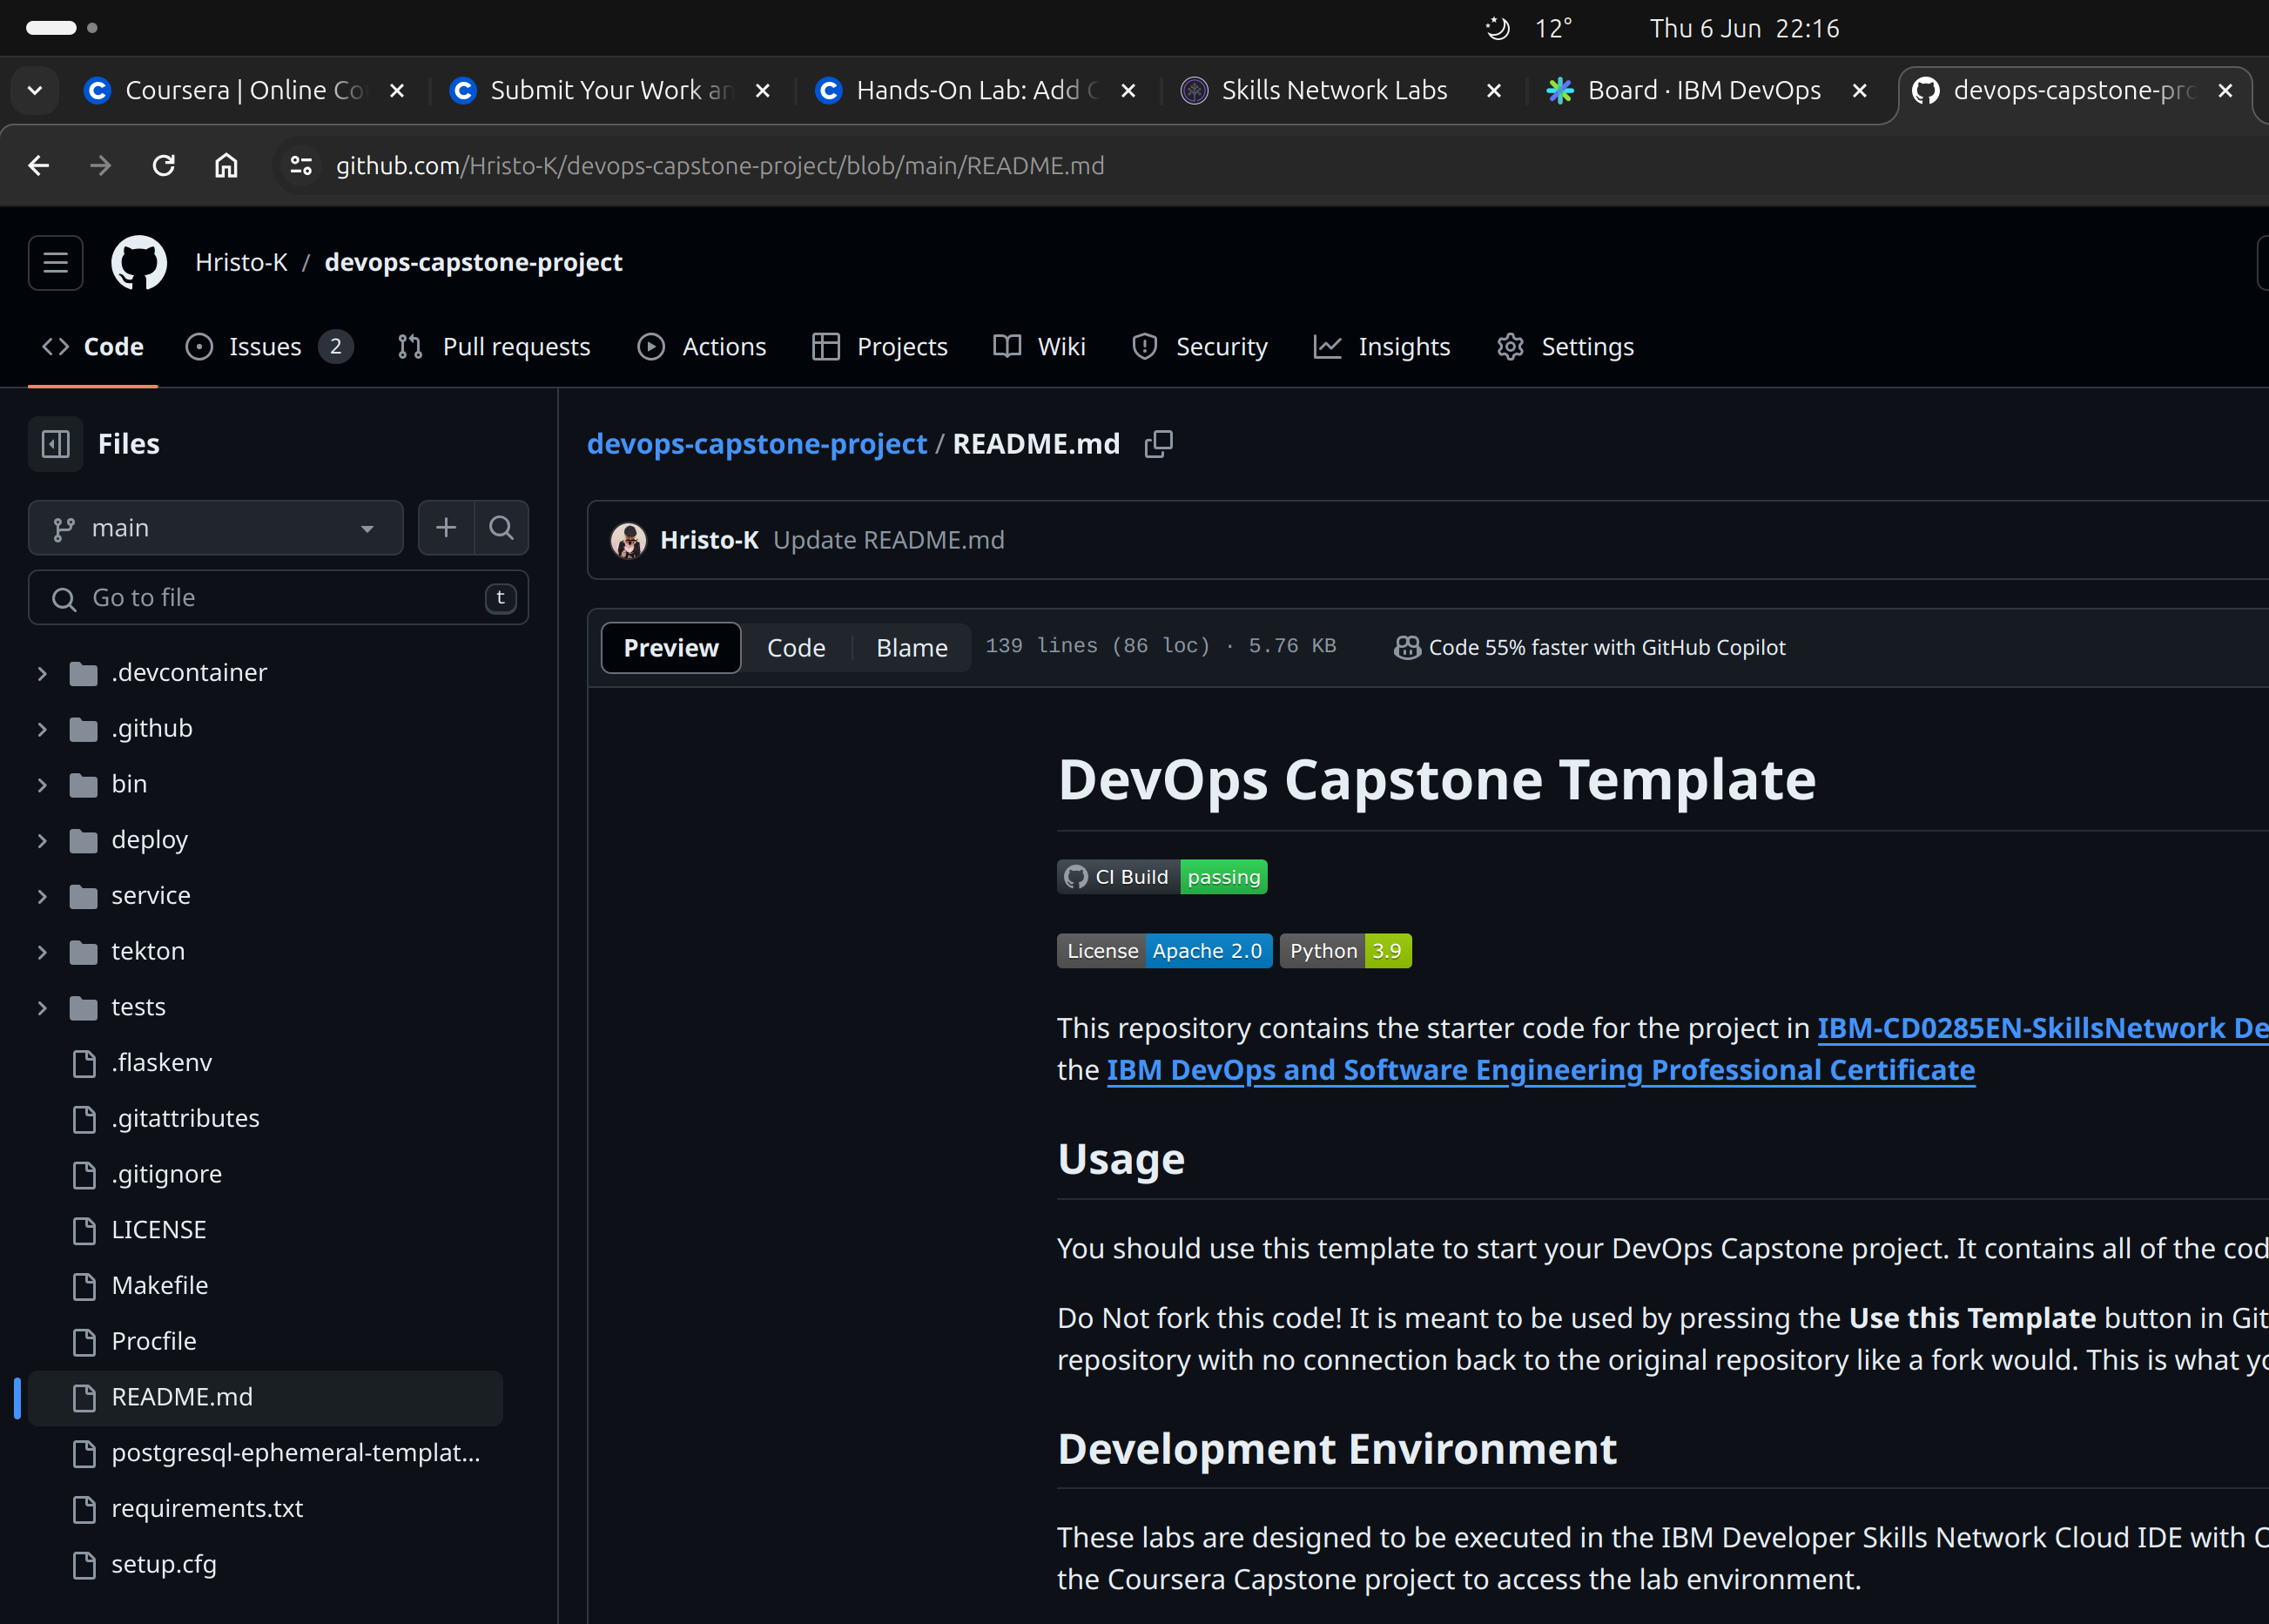 12° Thu 6 Jun 22:16
Coursera | Online Co Submit Your Work an Hands-On Lab: Add Skills Network Labs Board · IBM DevOps devops-capstone-pro
github.com/Hristo-K/devops-capstone-project/blob/main/README.md
Hristo-K / devops-capstone-project
Code Issues 2 Pull requests Actions Projects Wiki Security Insights Settings
Files
main
Go to file t
.devcontainer
.github
bin
deploy
service
tekton
tests
.flaskenv
.gitattributes
.gitignore
LICENSE
Makefile
Procfile
README.md
postgresql-ephemeral-templat...
requirements.txt
setup.cfg
devops-capstone-project / README.md
Hristo-K Update README.md
Preview Code Blame 139 lines (86 loc) · 5.76 KB Code 55% faster with GitHub Copilot
DevOps Capstone Template
CI Build passing
License Apache 2.0 Python 3.9
This repository contains the starter code for the project in IBM-CD0285EN-SkillsNetwork De
the IBM DevOps and Software Engineering Professional Certificate
Usage
You should use this template to start your DevOps Capstone project. It contains all of the cod
Do Not fork this code! It is meant to be used by pressing the Use this Template button in Git
repository with no connection back to the original repository like a fork would. This is what yo
Development Environment
These labs are designed to be executed in the IBM Developer Skills Network Cloud IDE with O
the Coursera Capstone project to access the lab environment.